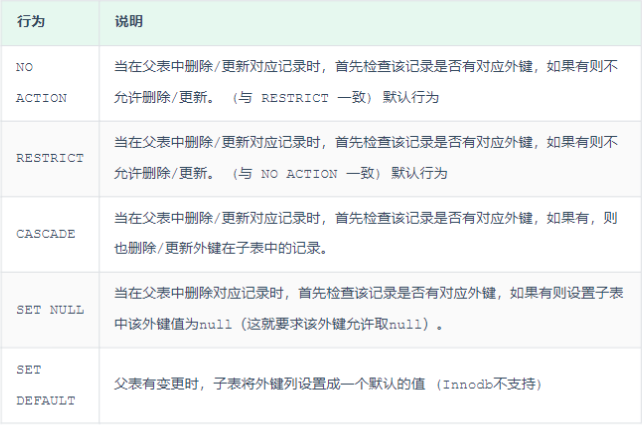 行为 说明
NO
ACTION
当在父表中删除/更新对应记录时，首先检查该记录是否有对应外键，如果有则不
允许删除/更新。 （与 RESTRICT 一致）默认行为
RESTRICT
当在父表中删除/更新对应记录时，首先检查该记录是否有对应外键，如果有则不
允许删除/更新。 （与 NO ACTION 一致）默认行为
CASCADE
当在父表中删除/更新对应记录时，首先检查该记录是否有对应外键，如果有，则
也删除/更新外键在子表中的记录。
SET NULL
当在父表中删除对应记录时，首先检查该记录是否有对应外键，如果有则设置子表
中该外键值为null（这就要求该外键允许取null）。
SET
DEFAULT
父表有变更时，子表将外键列设置成一个默认的值 （Innodb不支持）